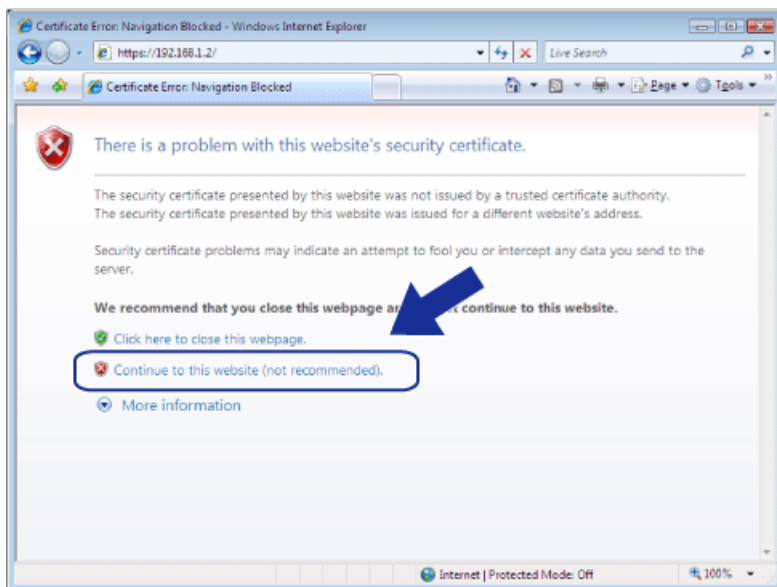 Certificate Error: Navigation Blocked - Windows Internet Explorer
https://192.168.1.2/
Live Search
Certificate Error: Navigation Blocked
Page
Tools
There is a problem with this website's security certificate.
The security certificate presented by this website was not issued by a trusted certificate authority.
The security certificate presented by this website was issued for a different website's address.
Security certificate problems may indicate an attempt to fool you or intercept any data you send to the
server.
We recommend that you close this webpage continue to this website.
Click here to close this webpage.
Continue to this website (not recommended).
More information
Internet | Protected Mode: Off
100%